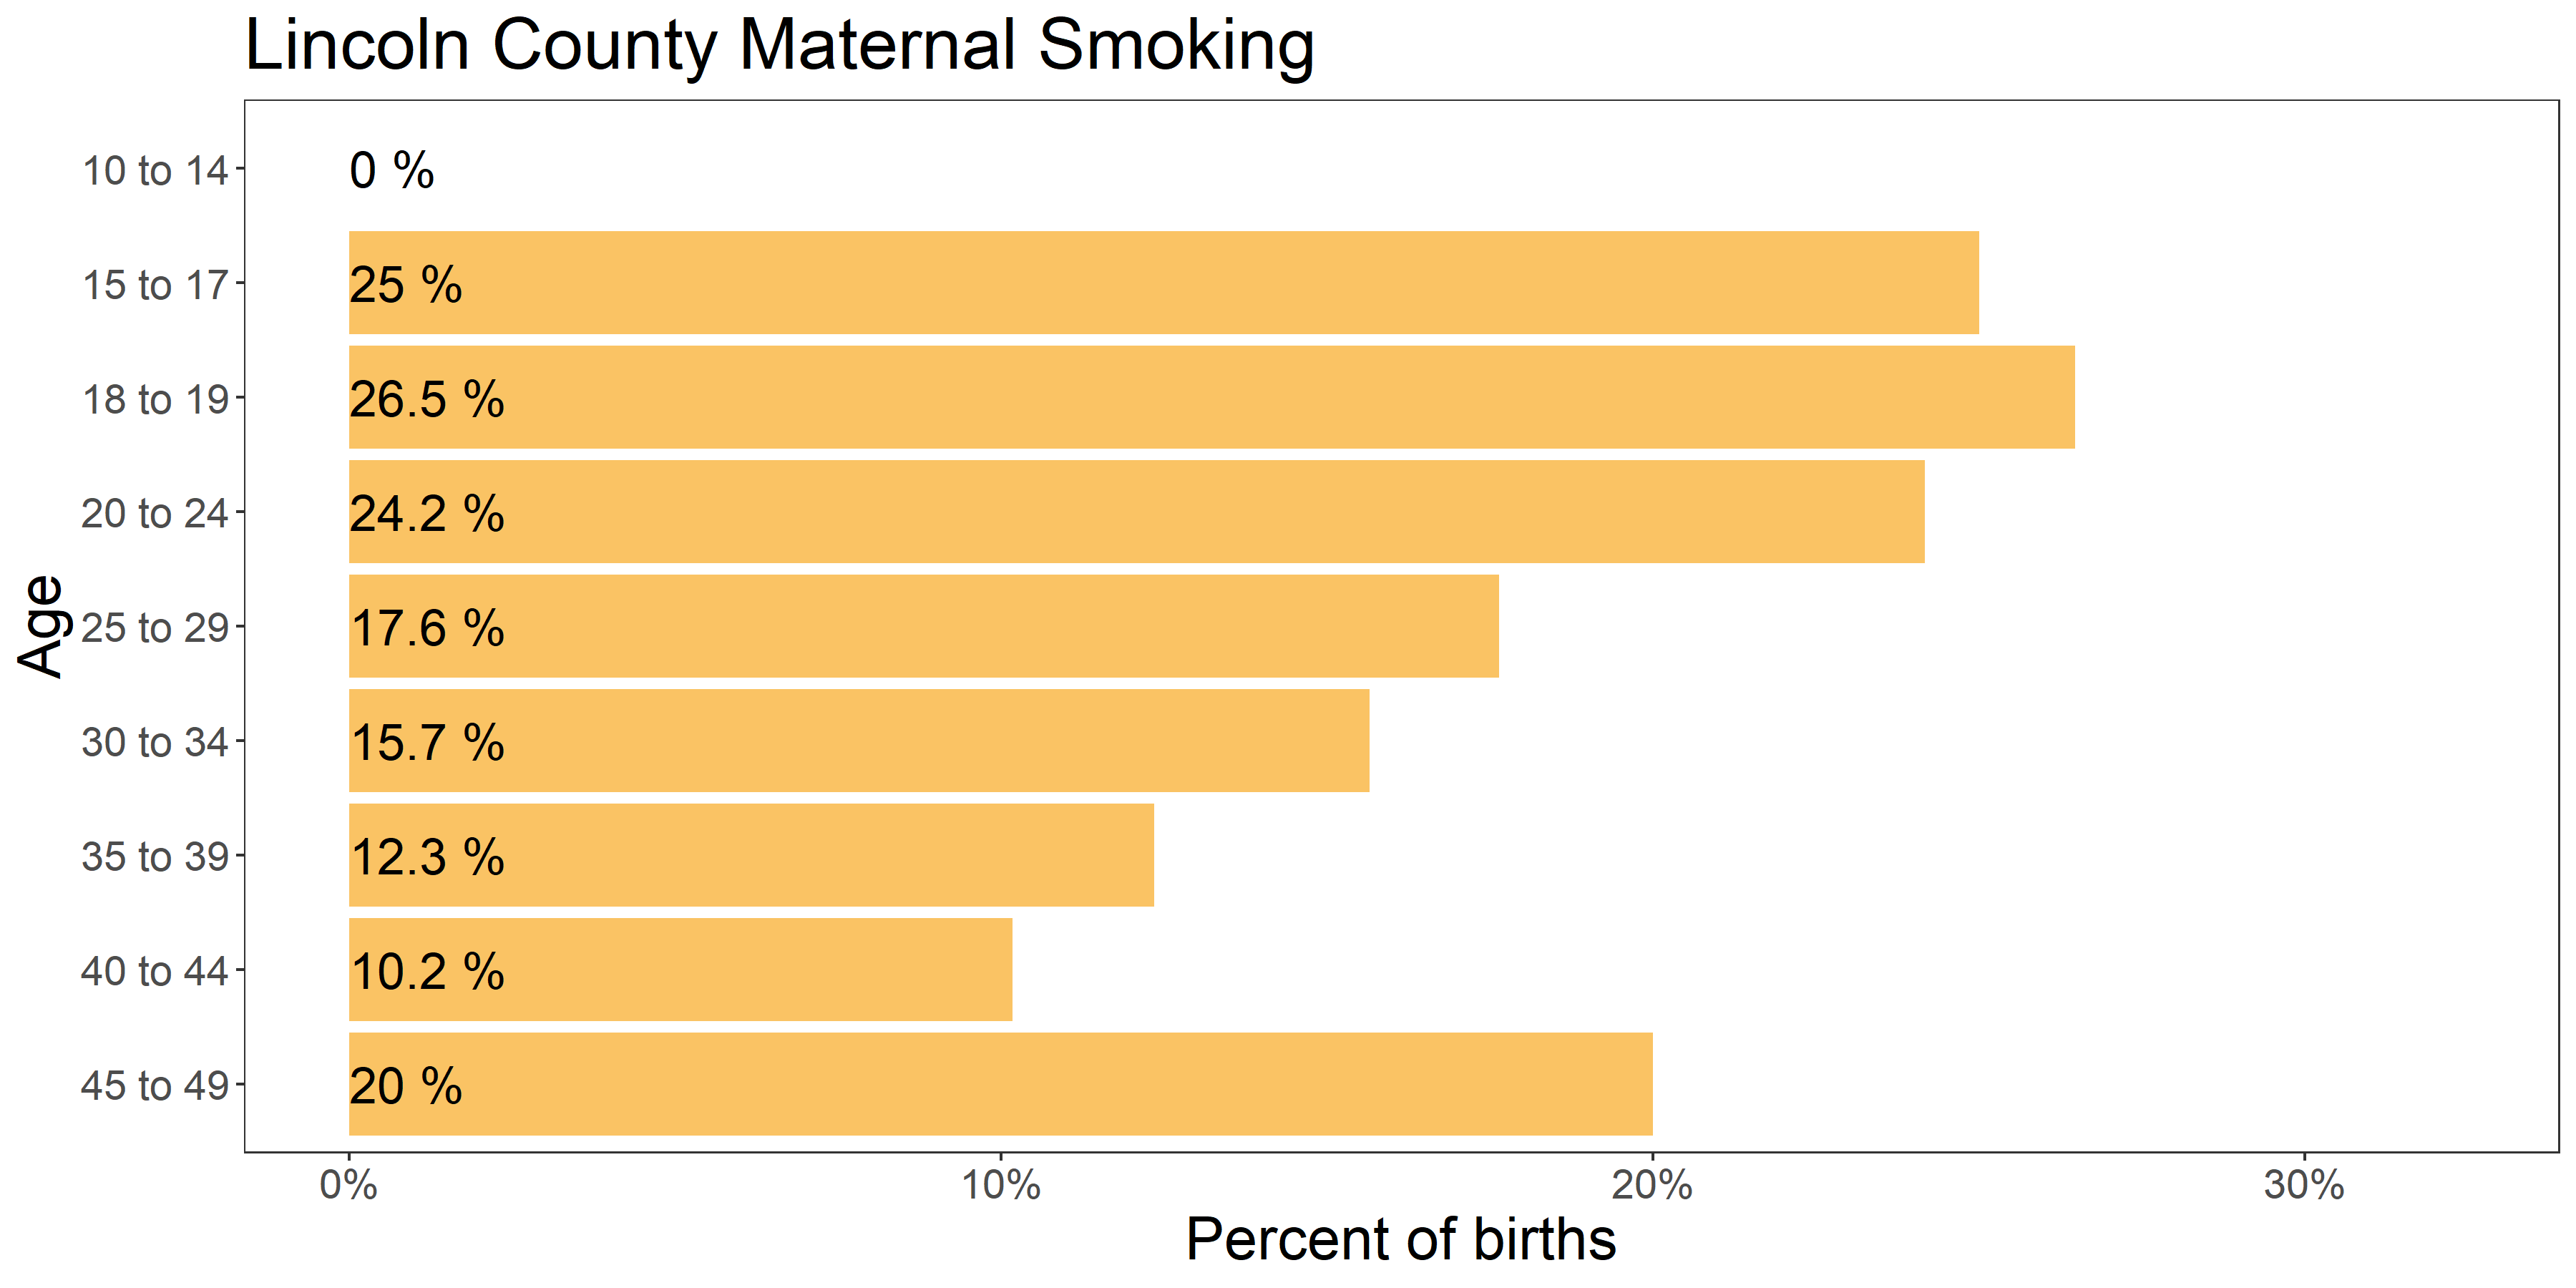 Lincoln County Maternal Smoking
10 to 14 0 %
15 to 17 25 %
18 to 19 26.5 %
20 to 24 24.2 %
Age
25 to 29 17.6 %
30 to 34 15.7 %
35 to 39 12.3 %
40 to 44 10.2 %
45 to 49 20 %
0% 10% 20% 30%
Percent of births